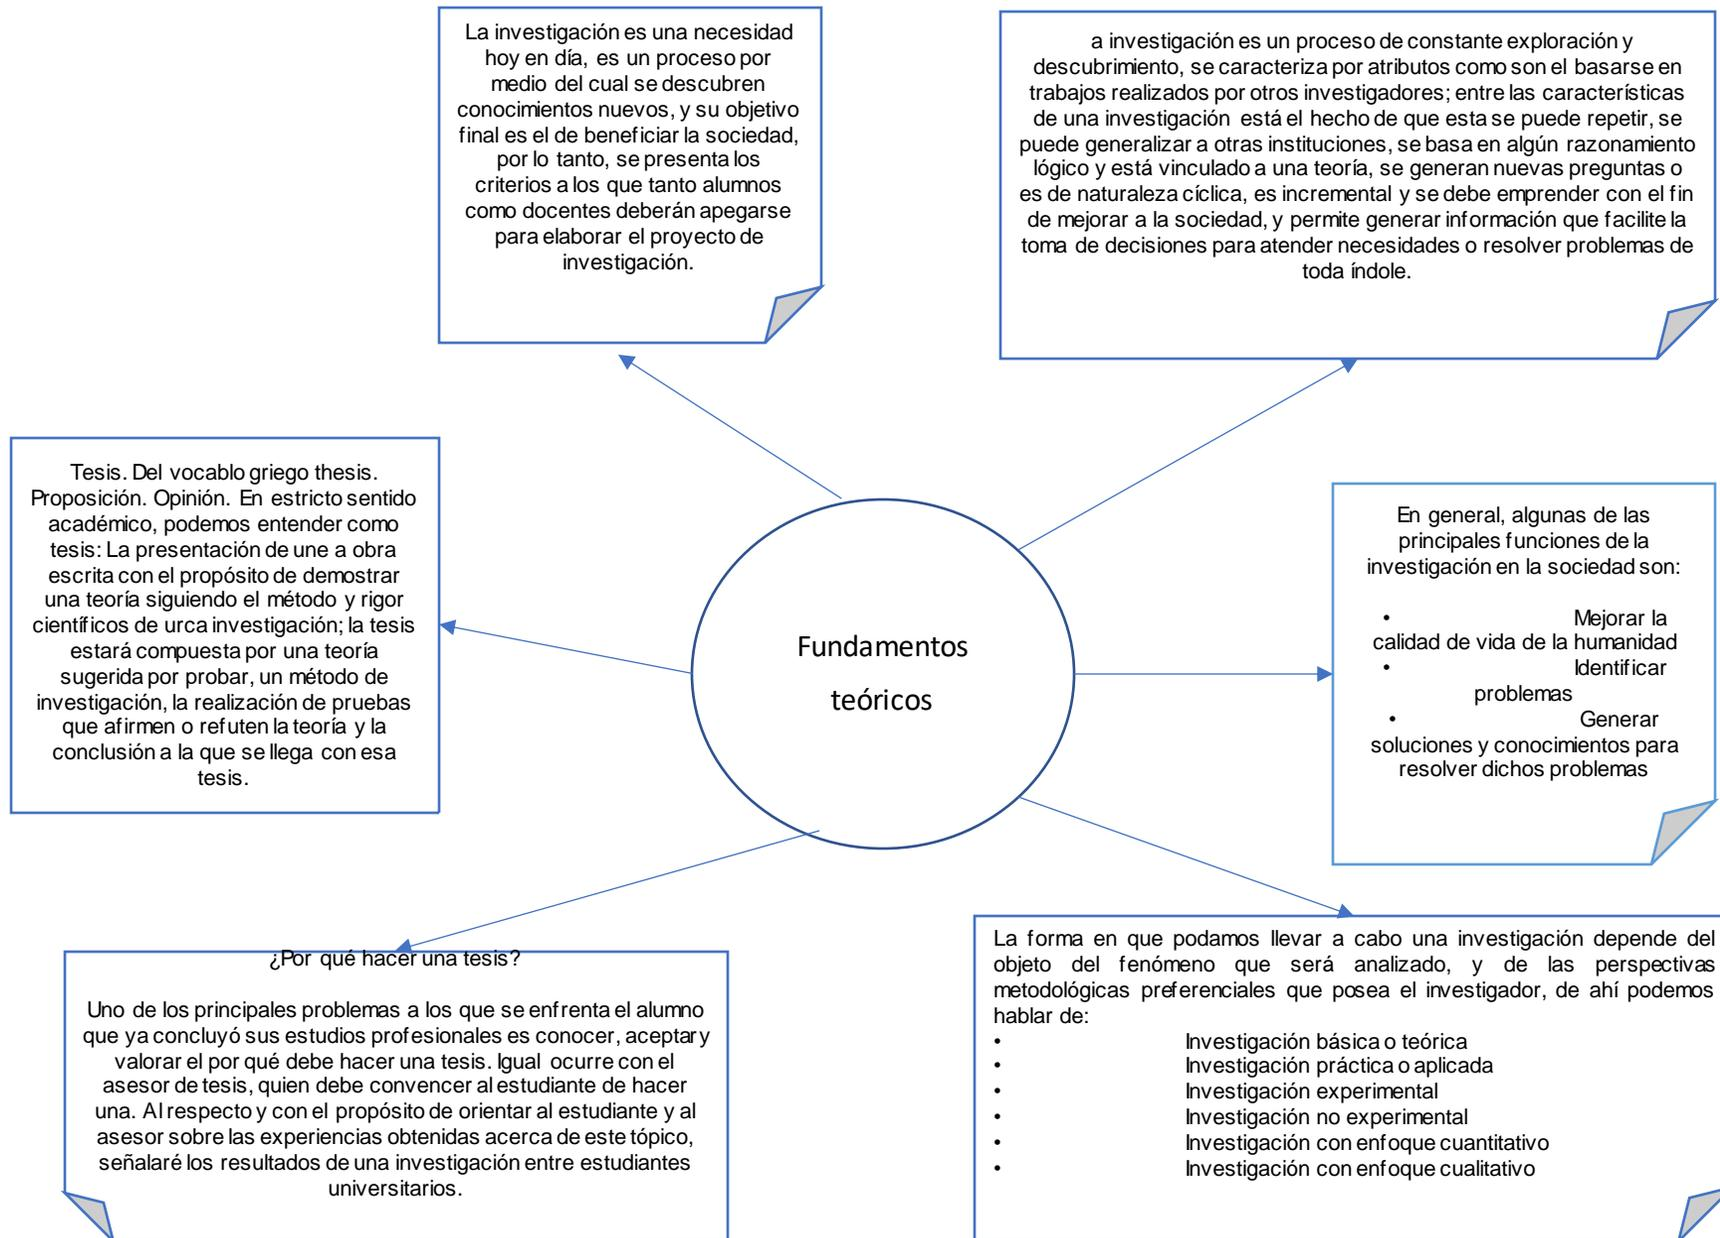 La investigación es una necesidad
hoy en día, es un proceso por
medio del cual se descubren
conocimientos nuevos, y su objetivo
final es el de beneficiar la sociedad,
por lo tanto, se presenta los
criterios a los que tanto alumnos
como docentes deberán apegarse
para elaborar el proyecto de
investigación.
a investigación es un proceso de constante exploración y
descubrimiento, se caracteriza por atributos como son el basarse en
trabajos realizados por otros investigadores; entre las características
de una investigación está el hecho de que esta se puede repetir, se
puede generalizar a otras instituciones, se basa en algún razonamiento
lógico y está vinculado a una teoría, se generan nuevas preguntas o
es de naturaleza cíclica, es incremental y se debe emprender con el fin
de mejorar a la sociedad, y permite generar información que facilite la
toma de decisiones para atender necesidades o resolver problemas de
toda índole.
Tesis. Del vocablo griego thesis.
Proposición. Opinión. En estricto sentido
académico, podemos entender como
tesis: La presentación de une a obra
escrita con el propósito de demostrar
una teoría siguiendo el método y rigor
científicos de urca investigación; la tesis
estará compuesta por una teoría
sugerida por probar, un método de
investigación, la realización de pruebas
que afirmen o refuten la teoría y la
conclusión a la que se llega con esa
tesis.
Fundamentos
teóricos
En general, algunas de las
principales funciones de la
investigación en la sociedad son:
• Mejorar la
calidad de vida de la humanidad
• Identificar
problemas
• Generar
soluciones y conocimientos para
resolver dichos problemas
¿Por qué hacer una tesis?
Uno de los principales problemas a los que se enfrenta el alumno
que ya concluyó sus estudios profesionales es conocer, aceptar y
valorar el por qué debe hacer una tesis. Igual ocurre con el
asesor de tesis, quien debe convencer al estudiante de hacer
una. Al respecto y con el propósito de orientar al estudiante y al
asesor sobre las experiencias obtenidas acerca de este tópico,
señalaré los resultados de una investigación entre estudiantes
universitarios.
La forma en que podamos llevar a cabo una investigación depende del
objeto del fenómeno que será analizado, y de las perspectivas
metodológicas preferenciales que posea el investigador, de ahí podemos
hablar de:
• Investigación básica o teórica
• Investigación práctica o aplicada
• Investigación experimental
• Investigación no experimental
• Investigación con enfoque cuantitativo
• Investigación con enfoque cualitativo